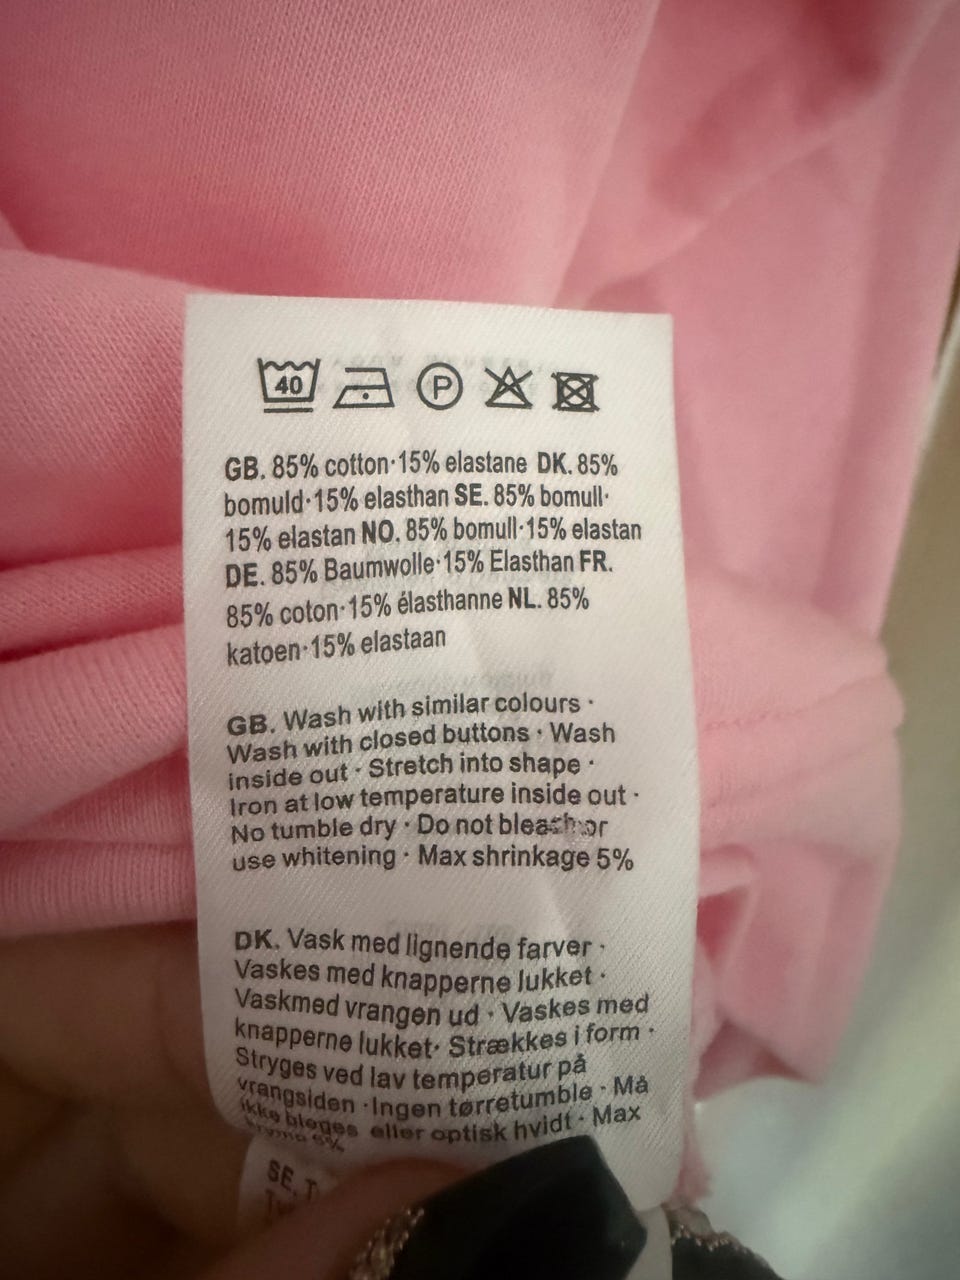 40 P
GB. 85% cotton·15% elastane DK. 85%
bomuld·15% elasthan SE. 85% bomull·
15% elastan NO. 85% bomull·15% elastan
DE. 85% Baumwolle·15% Elasthan FR.
85% coton·15% élasthanne NL. 85%
katoen·15% elastaan
GB. Wash with similar colours ·
Wash with closed buttons · Wash
inside out · Stretch into shape ·
Iron at low temperature inside out ·
No tumble dry · Do not bleach or
use whitening · Max shrinkage 5%
DK. Vask med lignende farver ·
Vaskes med knapperne lukket ·
Vaskmed vrangen ud · Vaskes med
knapperne lukket· Strækkes i form ·
Stryges ved lav temperatur på
vrangsiden ·Ingen tørretumble · Må
ikke bleges eller optisk hvidt · Max
5%
SE.